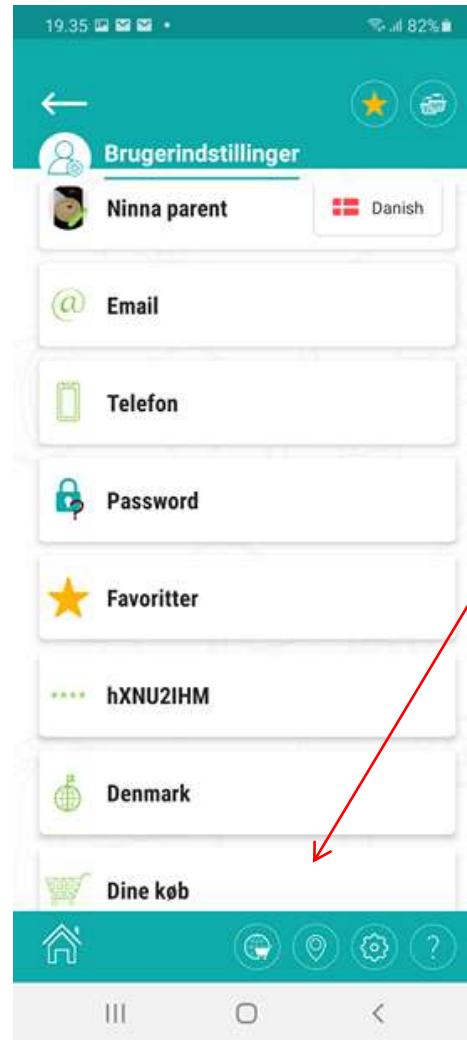 19.35 82%
Brugerindstillinger
Ninna parent Danish
Email
Telefon
Password
Favoritter
hXNU2IHM
Denmark
Dine køb
?